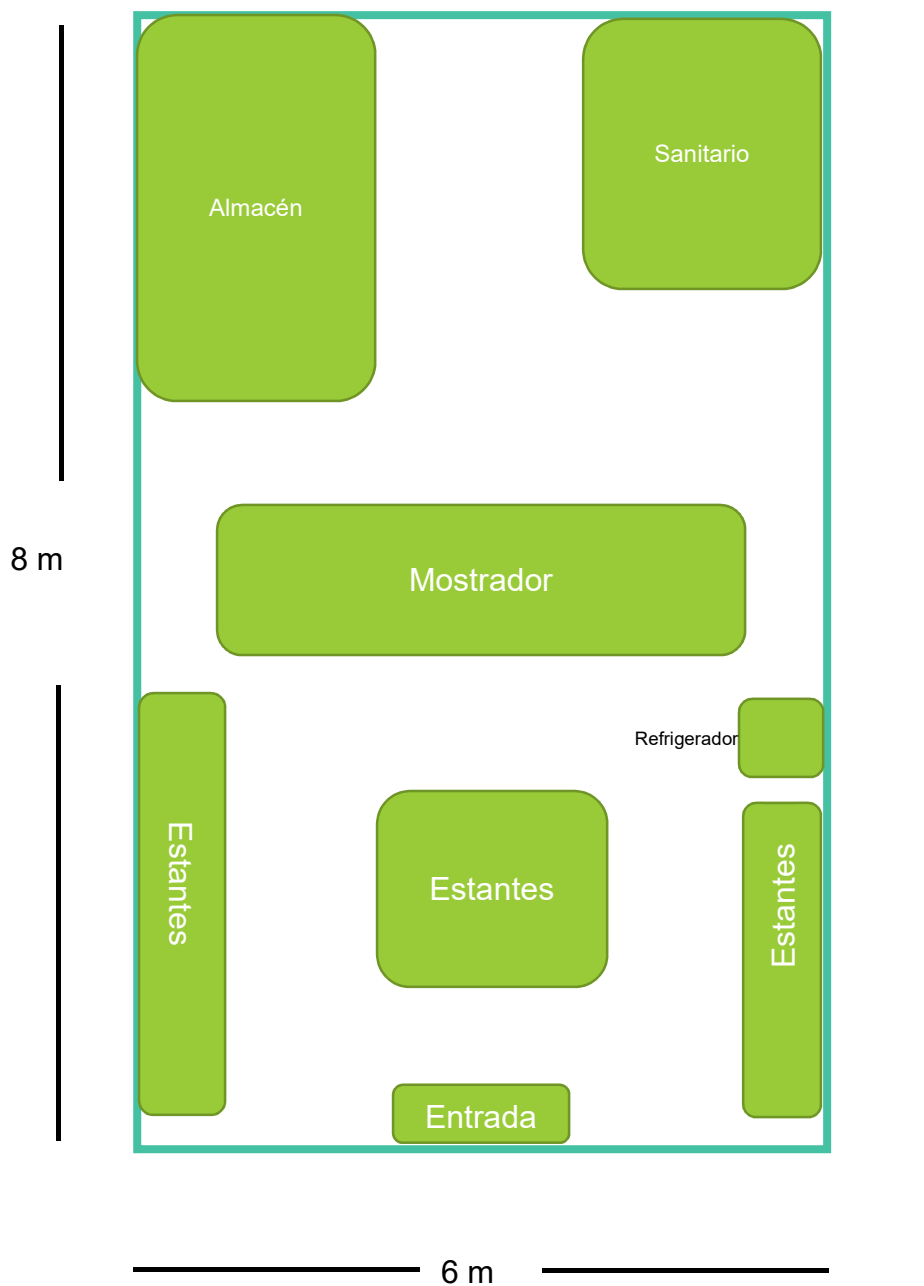 Sanitario
Almacén
8 m
Mostrador
Refrigerador
Estantes
Estantes
Estantes
Entrada
6 m